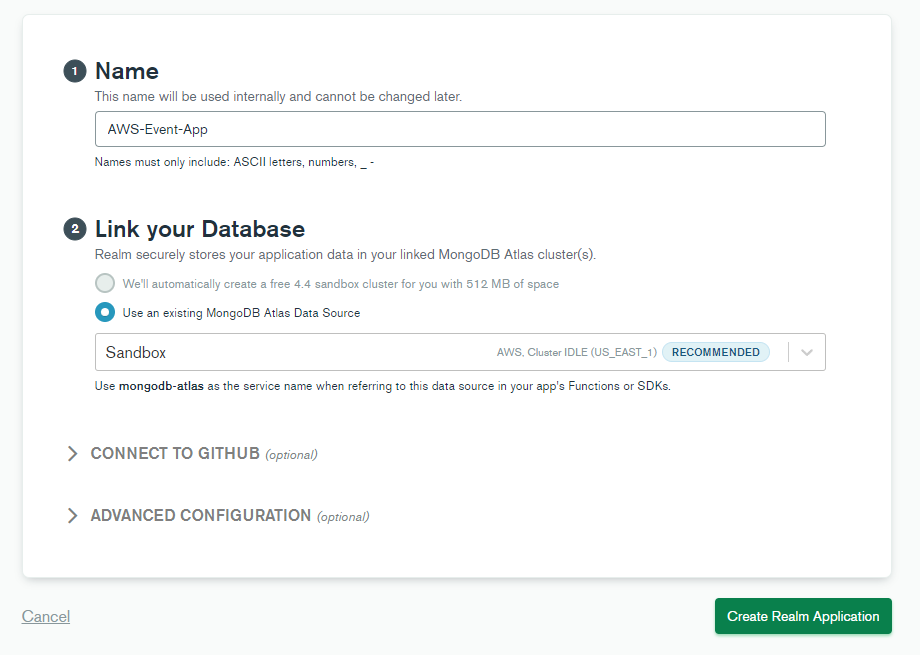 1 Name
This name will be used internally and cannot be changed later.
AWS-Event-App
Names must only include: ASCII letters, numbers, _ -
2 Link your Database
Realm securely stores your application data in your linked MongoDB Atlas cluster(s).
We'll automatically create a free 4.4 sandbox cluster for you with 512 MB of space
Use an existing MongoDB Atlas Data Source
Sandbox AWS, Cluster IDLE (US_EAST_1) RECOMMENDED
Use mongodb-atlas as the service name when referring to this data source in your app's Functions or SDKs.
CONNECT TO GITHUB (optional)
ADVANCED CONFIGURATION (optional)
Cancel Create Realm Application